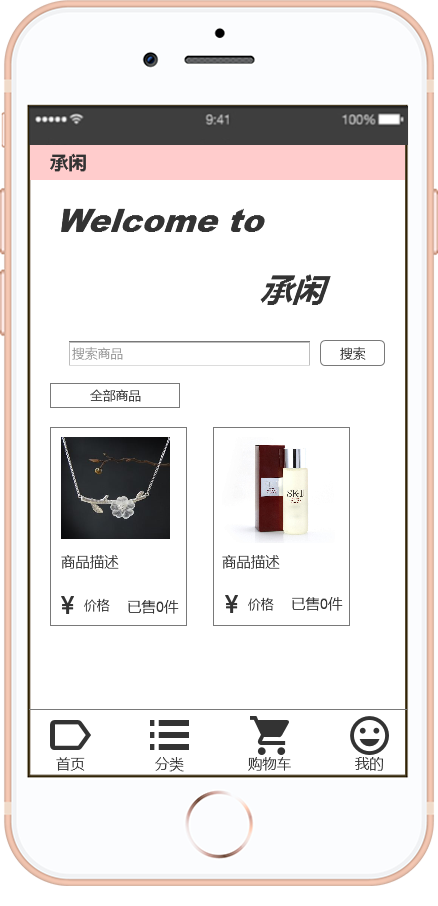 9:41
100%
承闲
Welcome to
承闲
搜索商品
搜索
全部商品
SK-II
商品描述
商品描述
¥ 价格 已售0件
¥ 价格 已售0件
首页
分类
购物车
我的